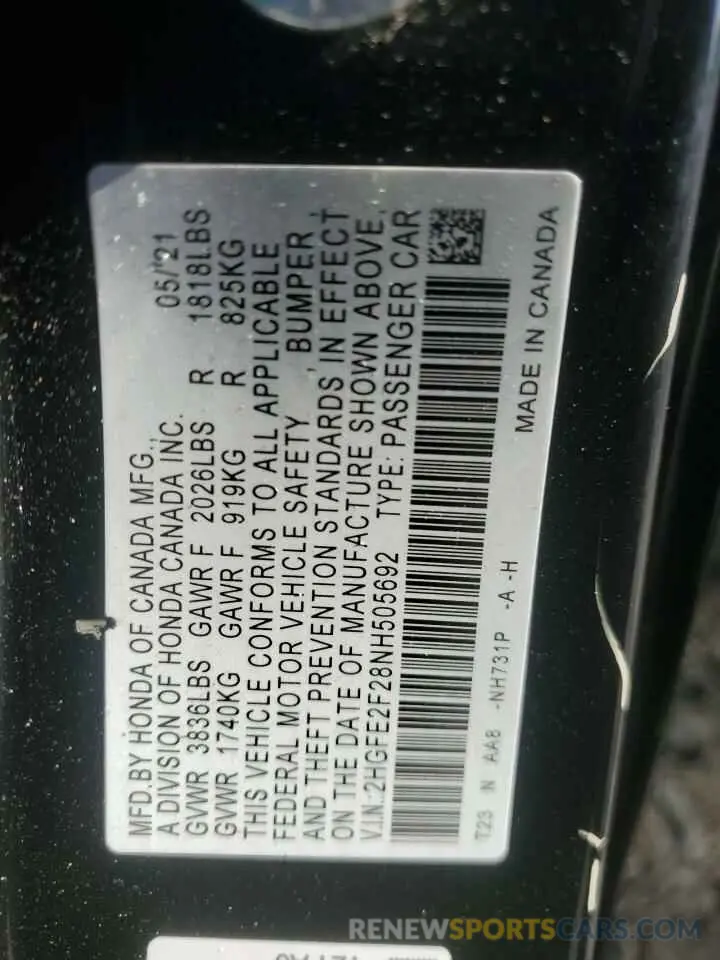 MFD.BY HONDA OF CANADA MFG.,
A DIVISION OF HONDA CANADA INC. 05/21
GVWR 3836LBS GAWR F 2026LBS R 1818LBS
GVWR 1740KG GAWR F 919KG R 825KG
THIS VEHICLE CONFORMS TO ALL APPLICABLE
FEDERAL MOTOR VEHICLE SAFETY , BUMPER ,
AND THEFT PREVENTION STANDARDS IN EFFECT
ON THE DATE OF MANUFACTURE SHOWN ABOVE.
V.I.N.:2HGFE2F28NH505692 TYPE: PASSENGER CAR
T23 N AA8 -NH731P -A -H
MADE IN CANADA
RENEWSPORTSCARS.COM